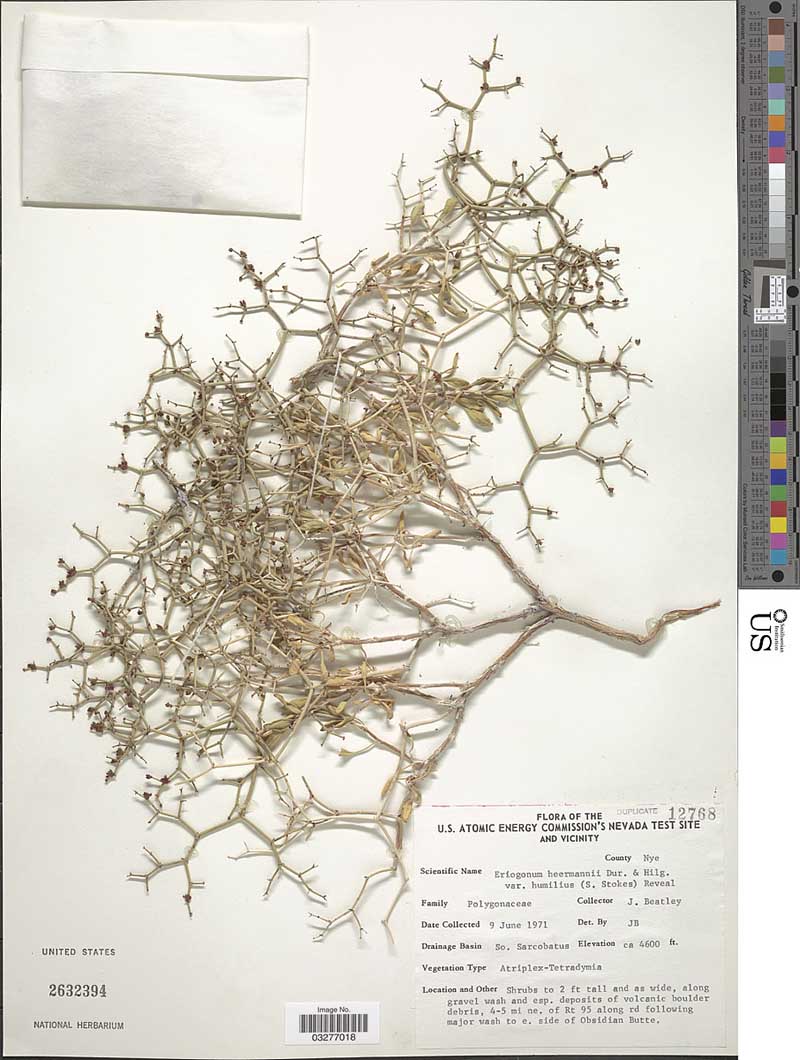 FLORA OF THE
DUPLICATE 12768
U.S. ATOMIC ENERGY COMMISSION'S NEVADA TEST SITE
AND VICINITY
County Nye
Scientific Name Eriogonum heermannii Dur. & Hilg.
var. humilius (S. Stokes) Reveal
Family Polygonaceae Collector J. Beatley
Date Collected 9 June 1971 Det. By JB
Drainage Basin So. Sarcobatus Elevation ca 4600 ft.
Vegetation Type Atriplex-Tetradymia
Location and Other Shrubs to 2 ft tall and as wide, along
gravel wash and esp. deposits of volcanic boulder
debris, 4-5 mi ne. of Rt 95 along rd following
major wash to e. side of Obsidian Butte.
UNITED STATES
2632394
NATIONAL HERBARIUM
Image No.
03277018
Smithsonian
Institution
US
Golden Thread